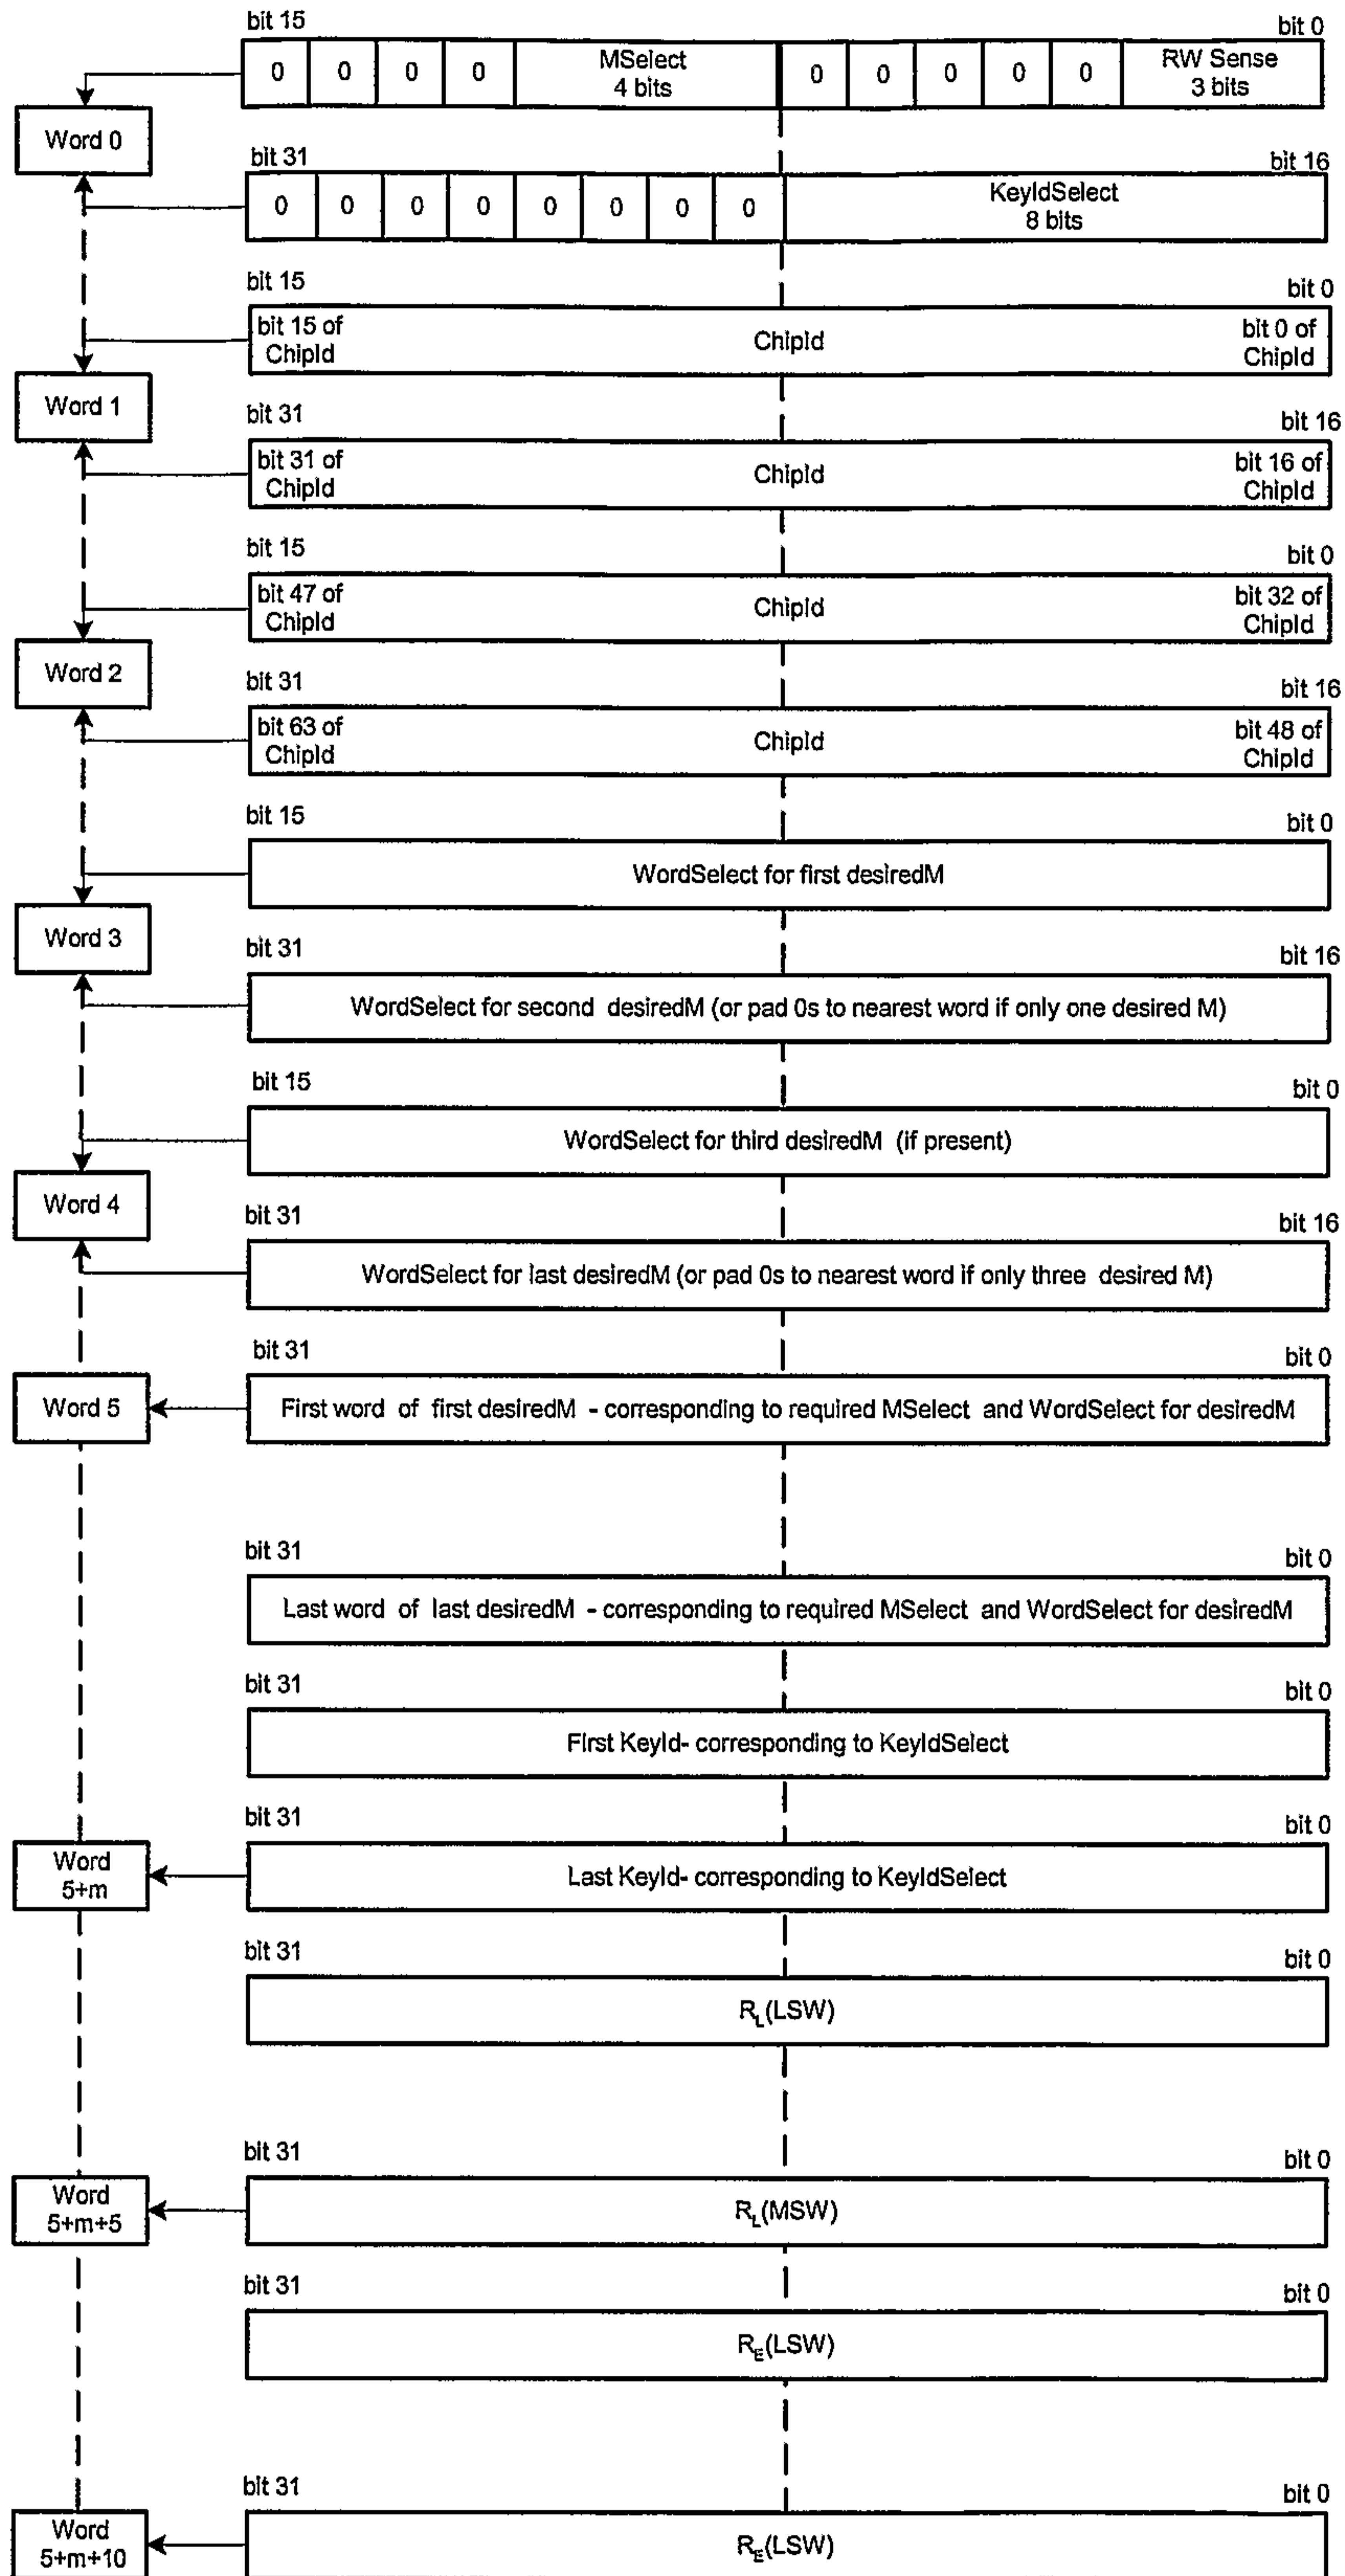 bit 15 bit 0
0 0 0 0 MSelect 4 bits 0 0 0 0 0 RW Sense 3 bits
Word 0
bit 31 bit 16
0 0 0 0 0 0 0 0 KeyIdSelect 8 bits
bit 15 bit 0
bit 15 of ChipId ChipId bit 0 of ChipId
Word 1
bit 31 bit 16
bit 31 of ChipId ChipId bit 16 of ChipId
bit 15 bit 0
bit 47 of ChipId ChipId bit 32 of ChipId
Word 2
bit 31 bit 16
bit 63 of ChipId ChipId bit 48 of ChipId
bit 15 bit 0
WordSelect for first desiredM
Word 3
bit 31 bit 16
WordSelect for second desiredM (or pad 0s to nearest word if only one desired M)
bit 15 bit 0
WordSelect for third desiredM (if present)
Word 4
bit 31 bit 16
WordSelect for last desiredM (or pad 0s to nearest word if only three desired M)
bit 31 bit 0
Word 5 First word of first desiredM - corresponding to required MSelect and WordSelect for desiredM
bit 31 bit 0
Last word of last desiredM - corresponding to required MSelect and WordSelect for desiredM
bit 31 bit 0
First KeyId- corresponding to KeyIdSelect
bit 31 bit 0
Word 5+m Last KeyId- corresponding to KeyIdSelect
bit 31 bit 0
R_L(LSW)
bit 31 bit 0
Word 5+m+5 R_L(MSW)
bit 31 bit 0
R_E(LSW)
bit 31 bit 0
Word 5+m+10 R_E(LSW)